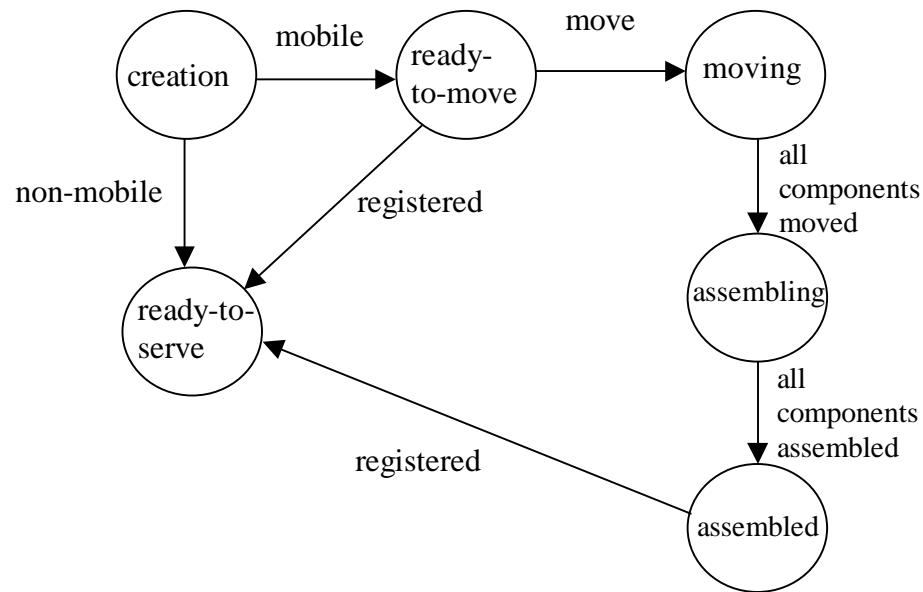 mobile
move
creation
ready-
to-move
moving
non-mobile
registered
all
components
moved
ready-to-
serve
assembling
all
components
assembled
registered
assembled